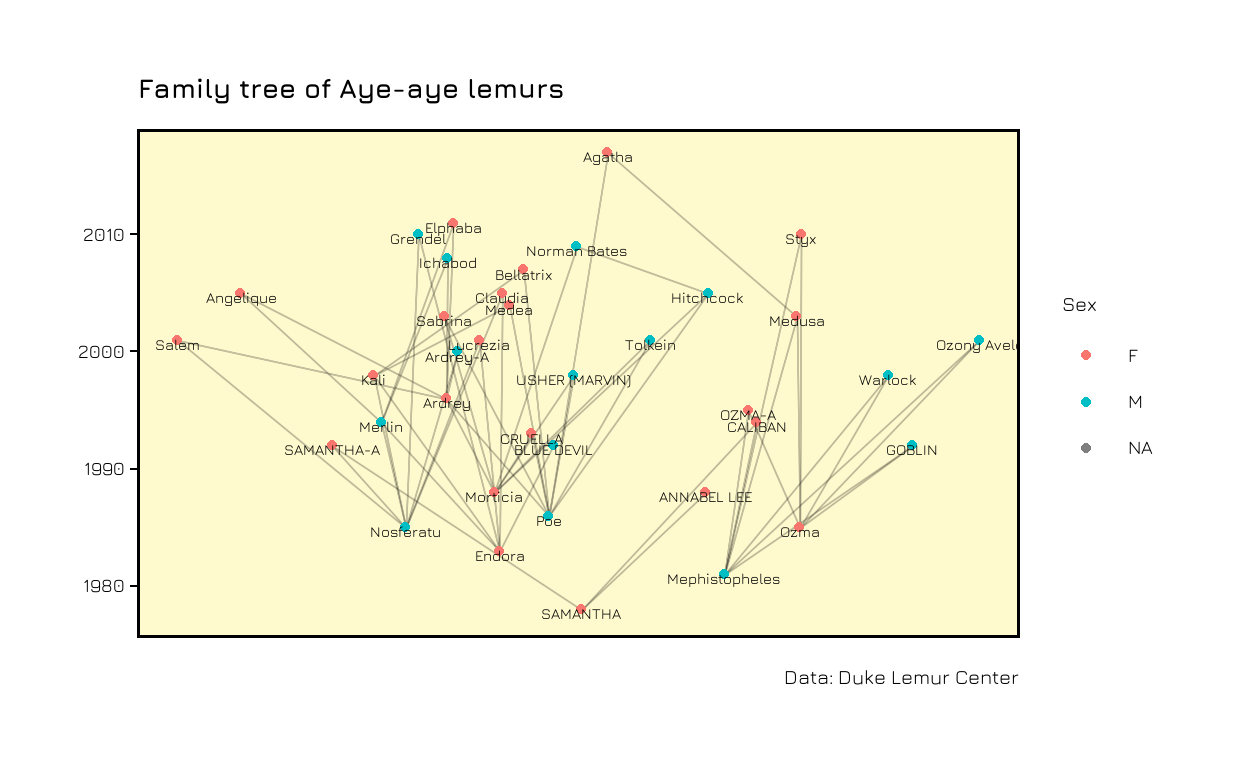 Family tree of Aye-aye lemurs
Agatha
Elphaba
Grendel
Styx
Norman Bates
Ichabod
Bellatrix
Angelique
Claudia
Hitchcock
Medea
Sabrina
Medusa
Salem
Lucrezia
Tolkein
Ozony Avel
Ardrey-A
Kali
USHER (MARVIN)
Warlock
Ardrey
OZMA-A
Merlin
CALIBAN
CRUELLA
SAMANTHA-A
BLUE DEVIL
GOBLIN
Morticia
ANNABEL LEE
Poe
Nosferatu
Ozma
Endora
Mephistopheles
SAMANTHA
2010
2000
1990
1980
Sex
F
M
NA
Data: Duke Lemur Center